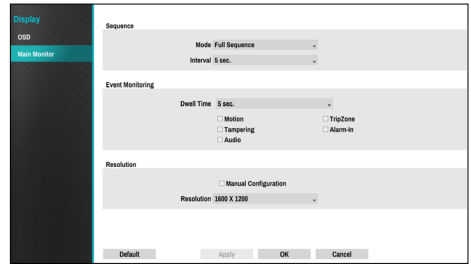 Display
OSD
Main Monitor
Sequence
Mode Full Sequence
Interval 5 sec.
Event Monitoring
Dwell Time 5 sec.
Motion TripZone
Tampering Alarm-In
Audio
Resolution
Manual Configuration
Resolution 1600 X 1200
Default Apply OK Cancel